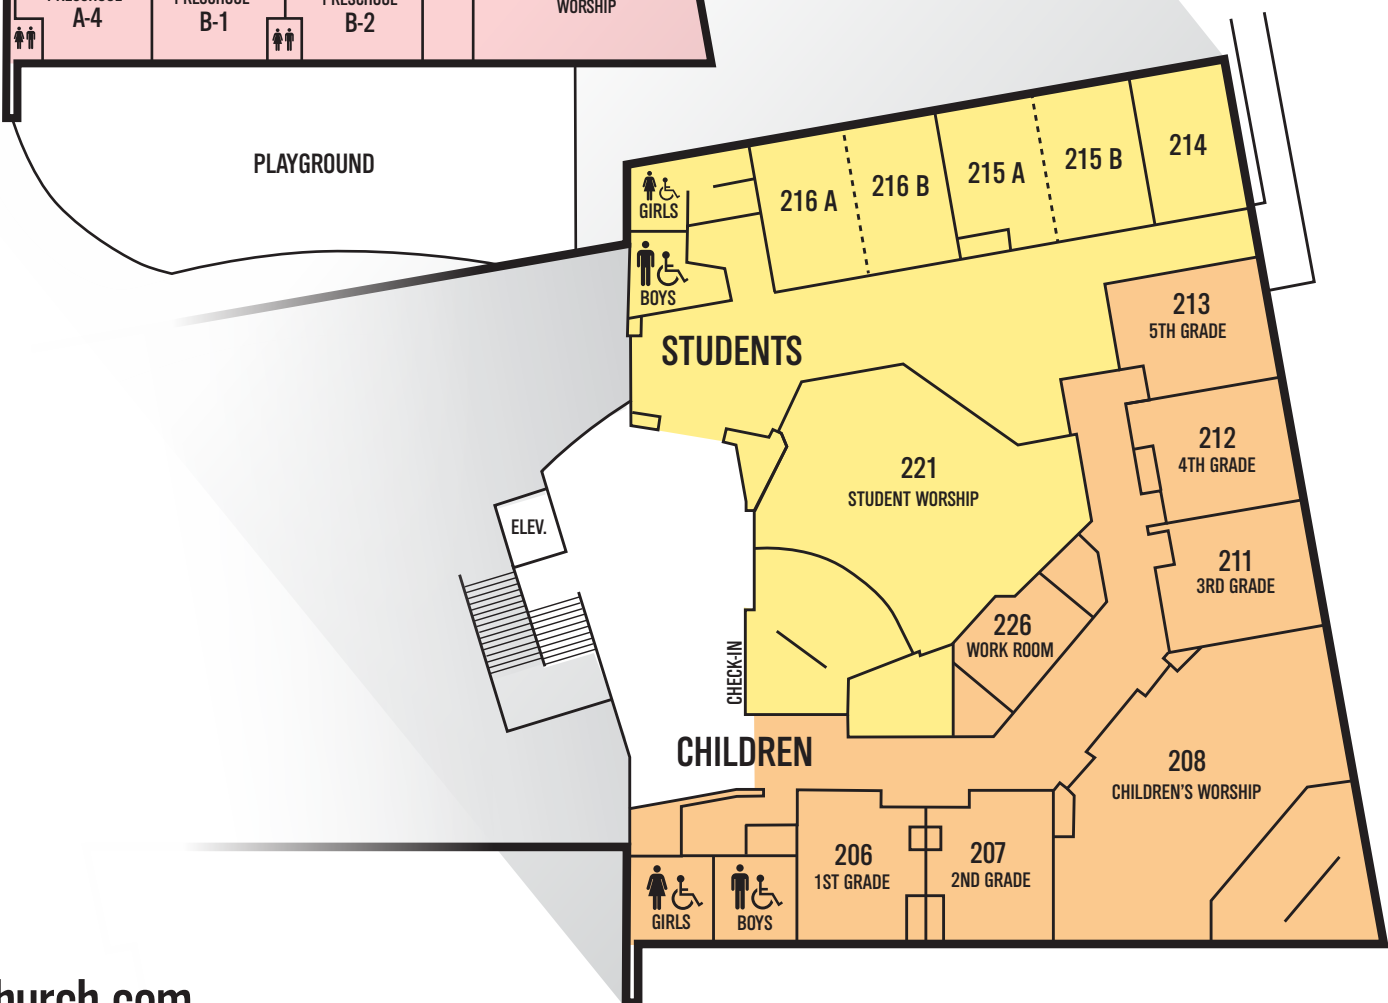 A-4
B-1
B-2
WORSHIP
PLAYGROUND
GIRLS
BOYS
216 A
216 B
215 A
215 B
214
STUDENTS
213
5TH GRADE
212
4TH GRADE
211
3RD GRADE
221
STUDENT WORSHIP
ELEV.
226
WORK ROOM
CHECK-IN
CHILDREN
208
CHILDREN'S WORSHIP
206
1ST GRADE
207
2ND GRADE
GIRLS
BOYS